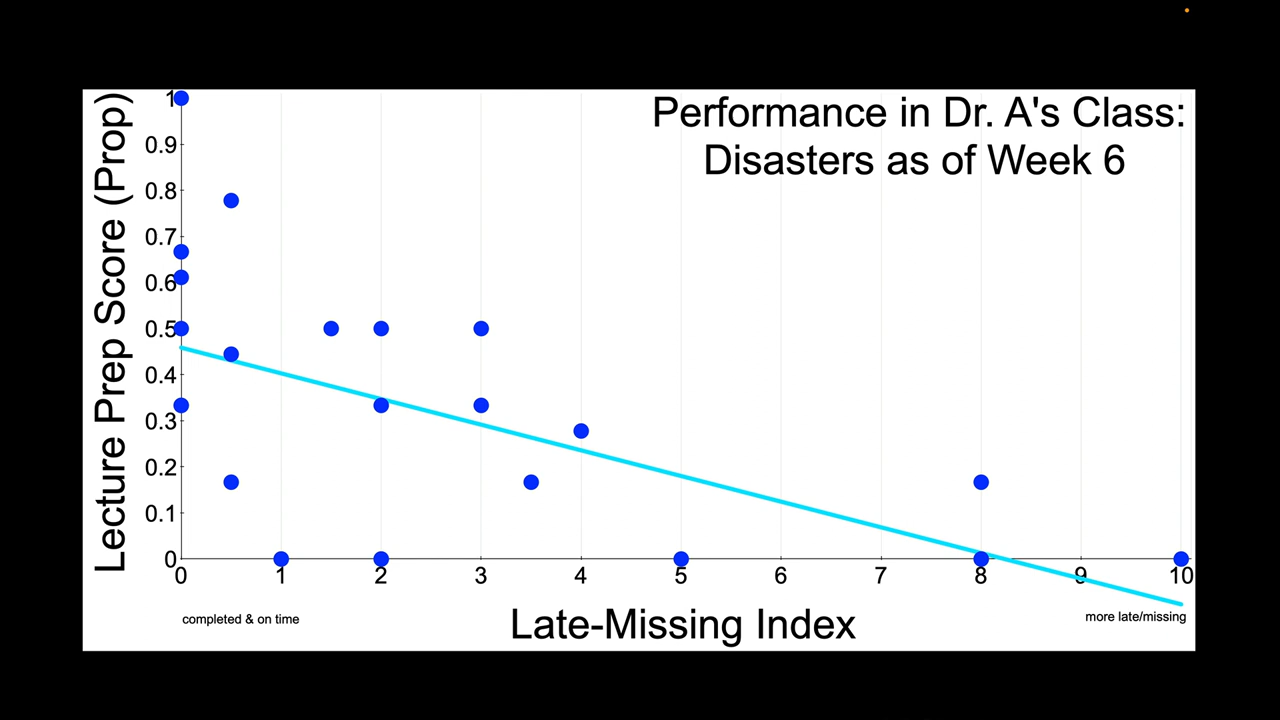 Performance in Dr. A's Class:
Disasters as of Week 6
Lecture Prep Score (Prop)
1
0.9
0.8
0.7
0.6
0.5
0.4
0.3
0.2
0.1
0
0 1 2 3 4 5 6 7 8 9 10
completed & on time
Late-Missing Index
more late/missing